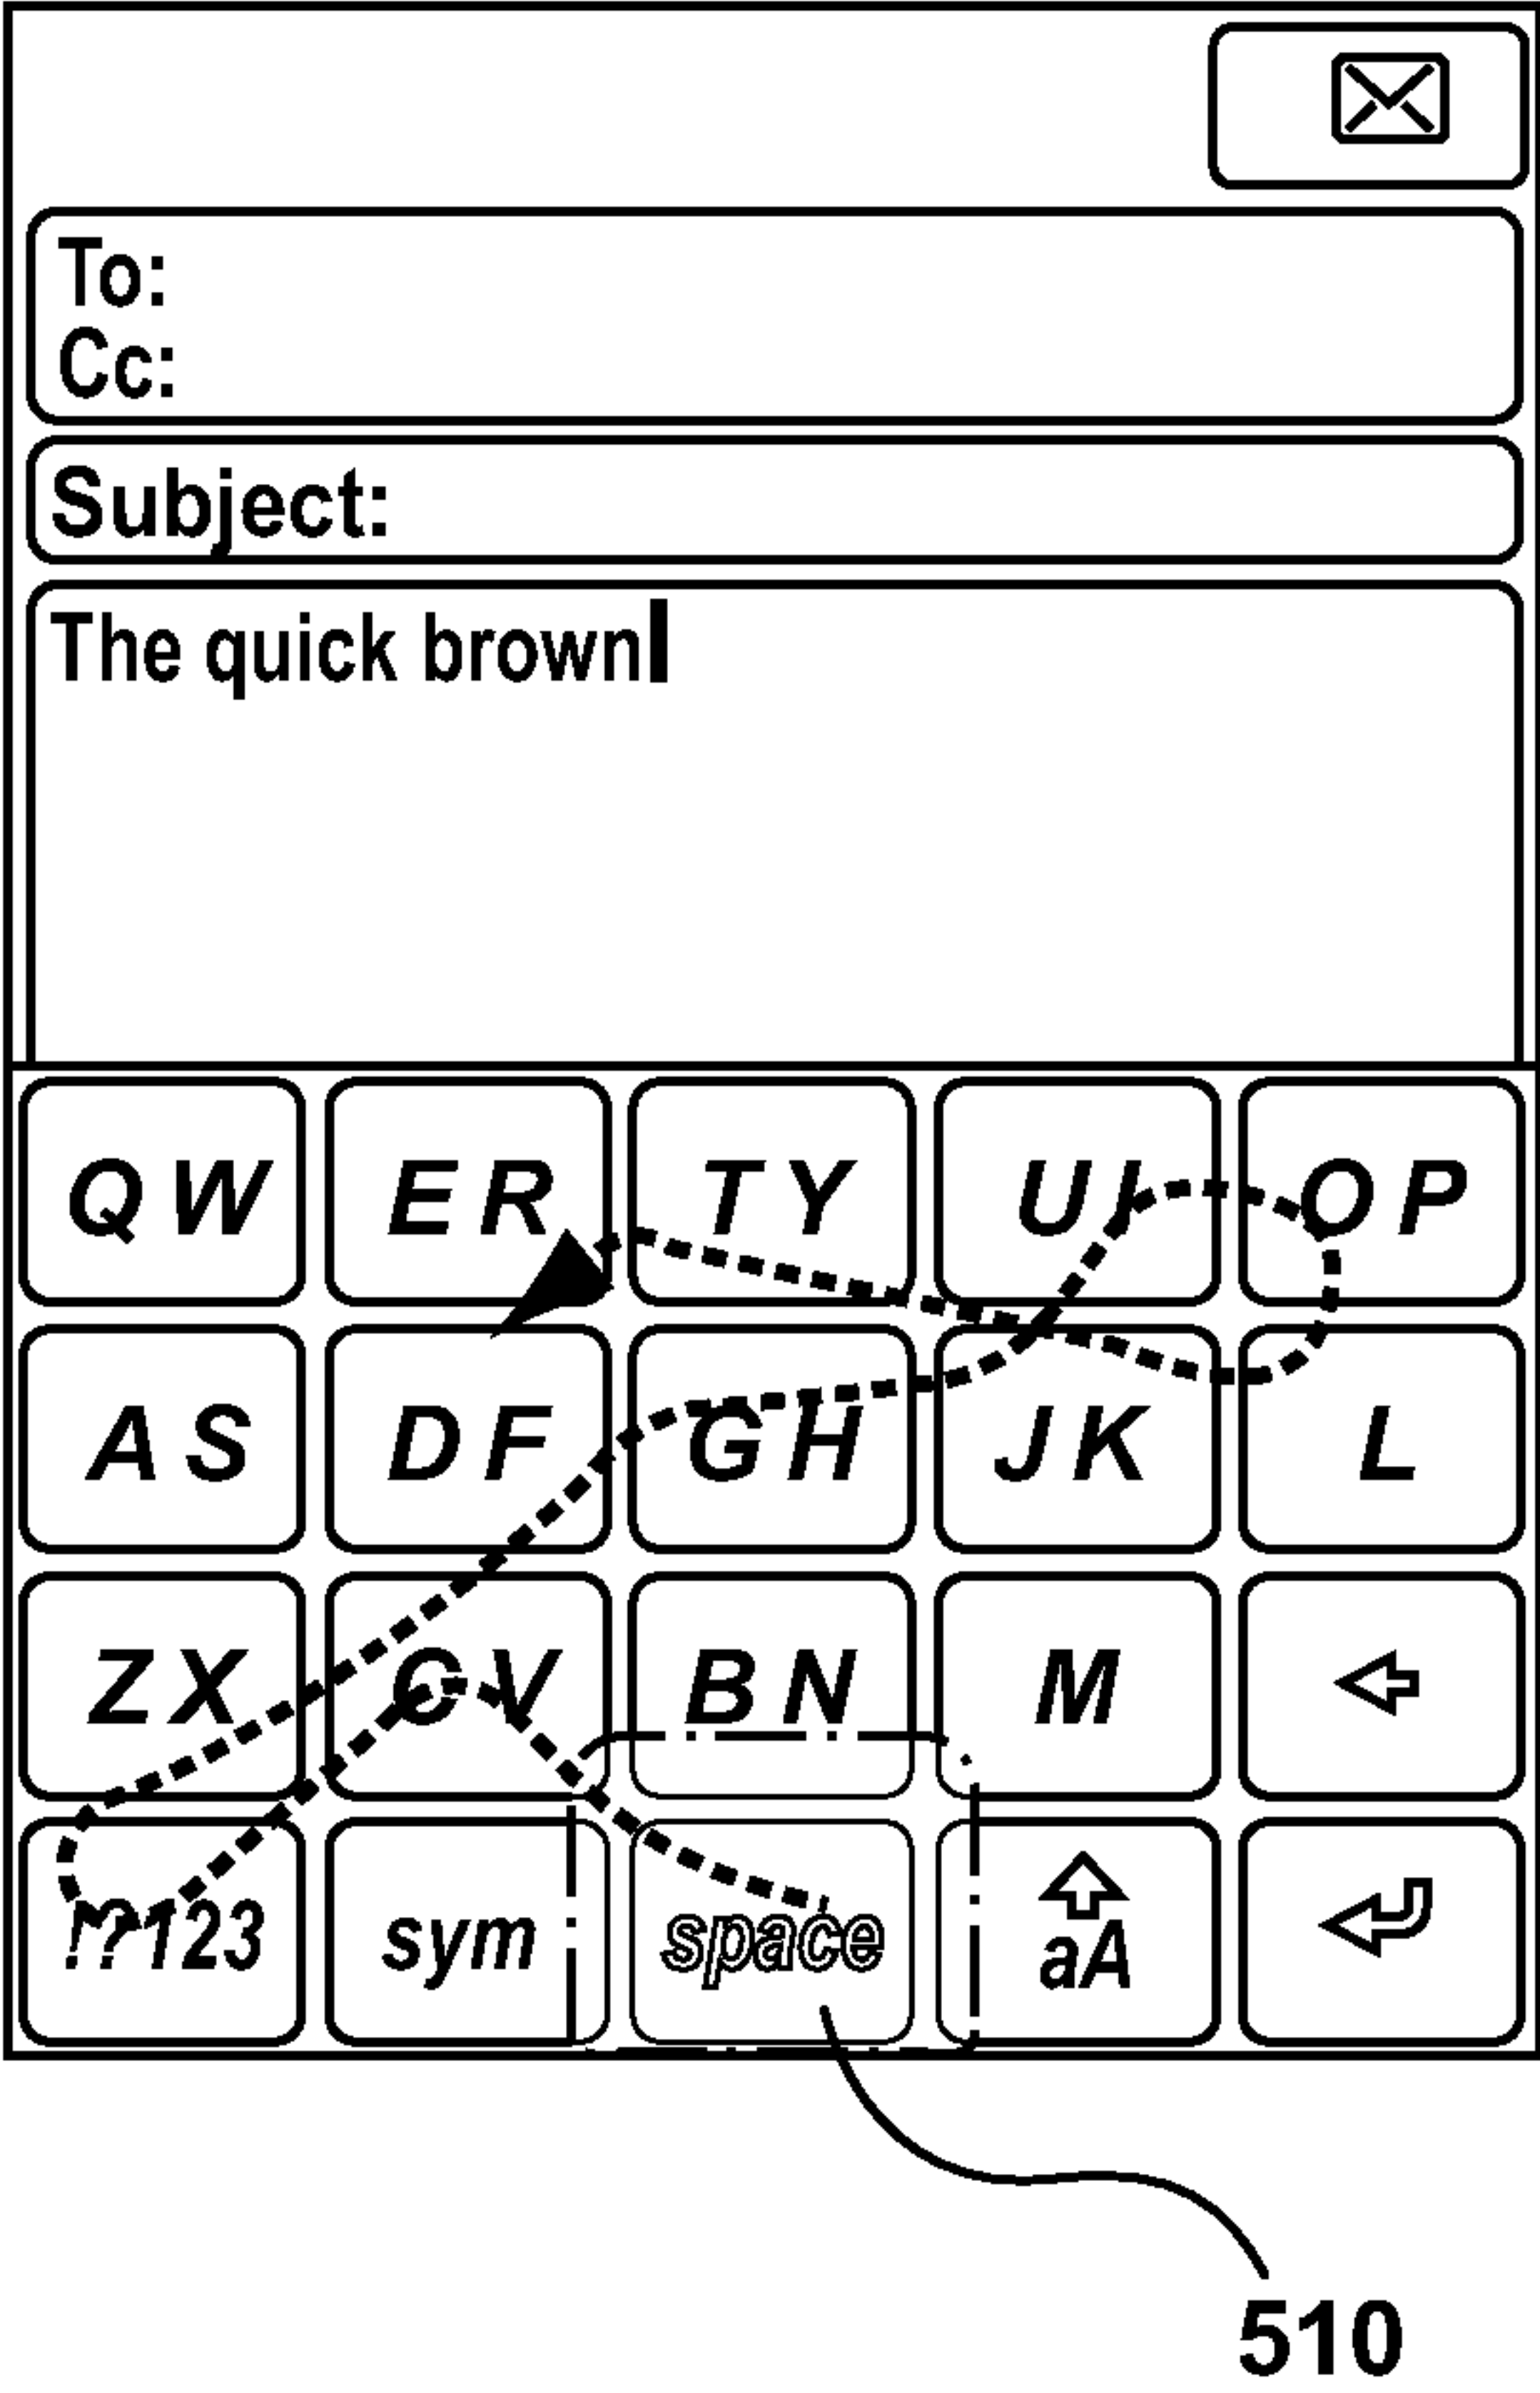 To:
Cc:
Subject:
The quick brown
QW ER TY UI OP
AS DF GH JK L
ZX CV BN M
!?123 sym space aA
510